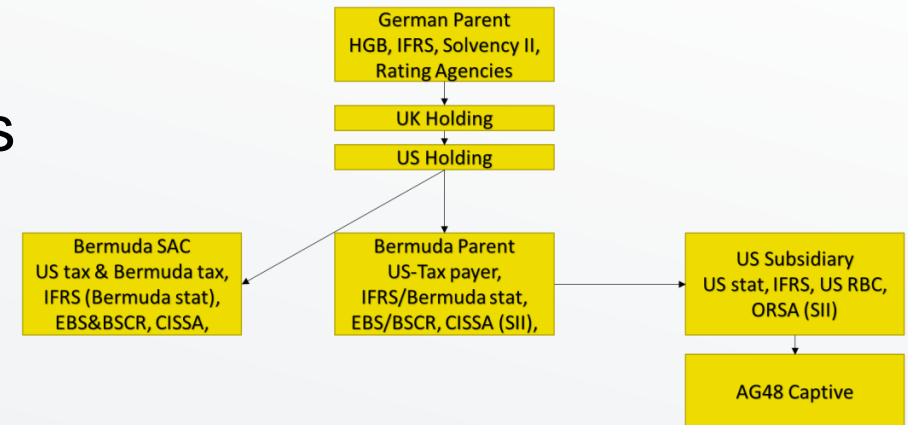 German Parent
HGB, IFRS, Solvency II,
Rating Agencies
UK Holding
US Holding
Bermuda SAC
US tax & Bermuda tax,
IFRS (Bermuda stat),
EBS&BSCR, CISSA,
Bermuda Parent
US-Tax payer,
IFRS/Bermuda stat,
EBS/BSCR, CISSA (SII),
US Subsidiary
US stat, IFRS, US RBC,
ORSA (SII)
AG48 Captive